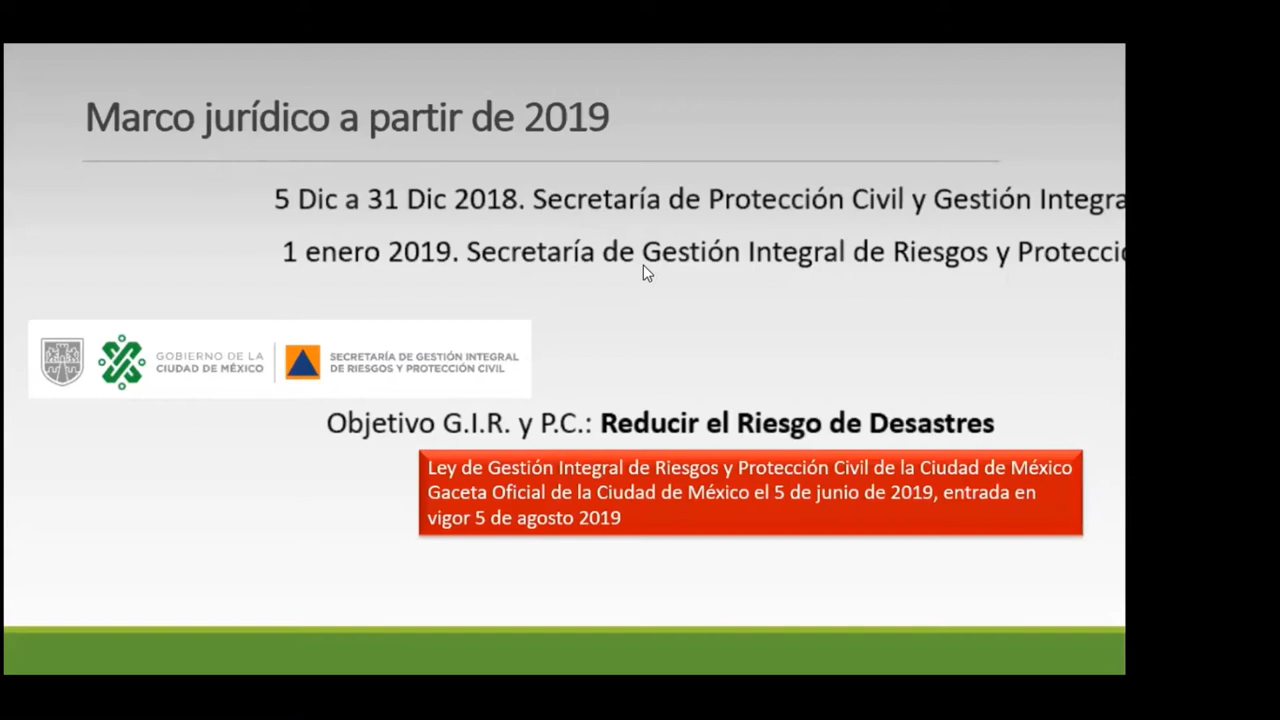 Marco jurídico a partir de 2019
5 Dic a 31 Dic 2018. Secretaría de Protección Civil y Gestión Integra
1 enero 2019. Secretaría de Gestión Integral de Riesgos y Protecci
GOBIERNO DE LA
CIUDAD DE MÉXICO
SECRETARÍA DE GESTIÓN INTEGRAL
DE RIESGOS Y PROTECCIÓN CIVIL
Objetivo G.I.R. y P.C.: Reducir el Riesgo de Desastres
Ley de Gestión Integral de Riesgos y Protección Civil de la Ciudad de México
Gaceta Oficial de la Ciudad de México el 5 de junio de 2019, entrada en
vigor 5 de agosto 2019